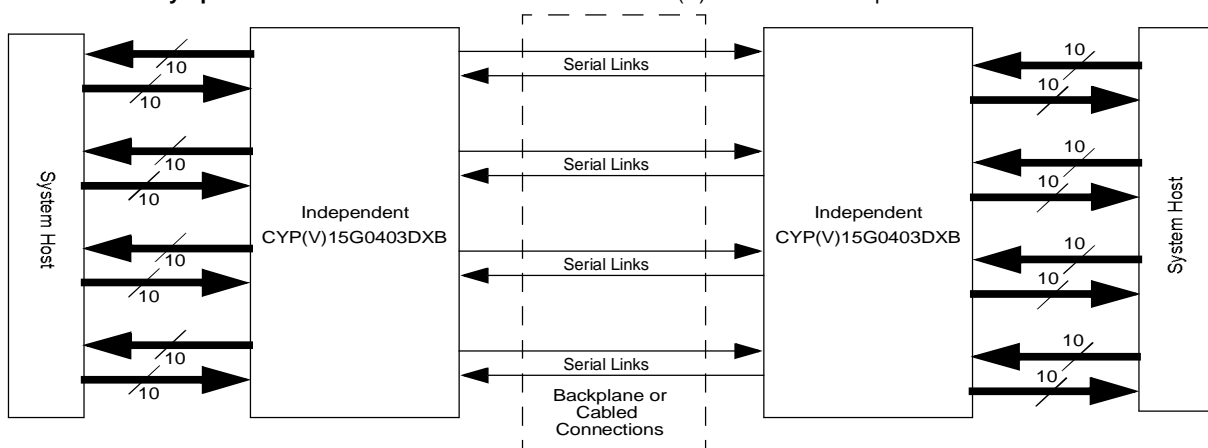 System Host
10
10
10
10
10
10
10
10
Independent
CYP(V)15G0403DXB
Serial Links
Serial Links
Serial Links
Serial Links
Backplane or
Cabled
Connections
Independent
CYP(V)15G0403DXB
10
10
10
10
10
10
10
10
System Host